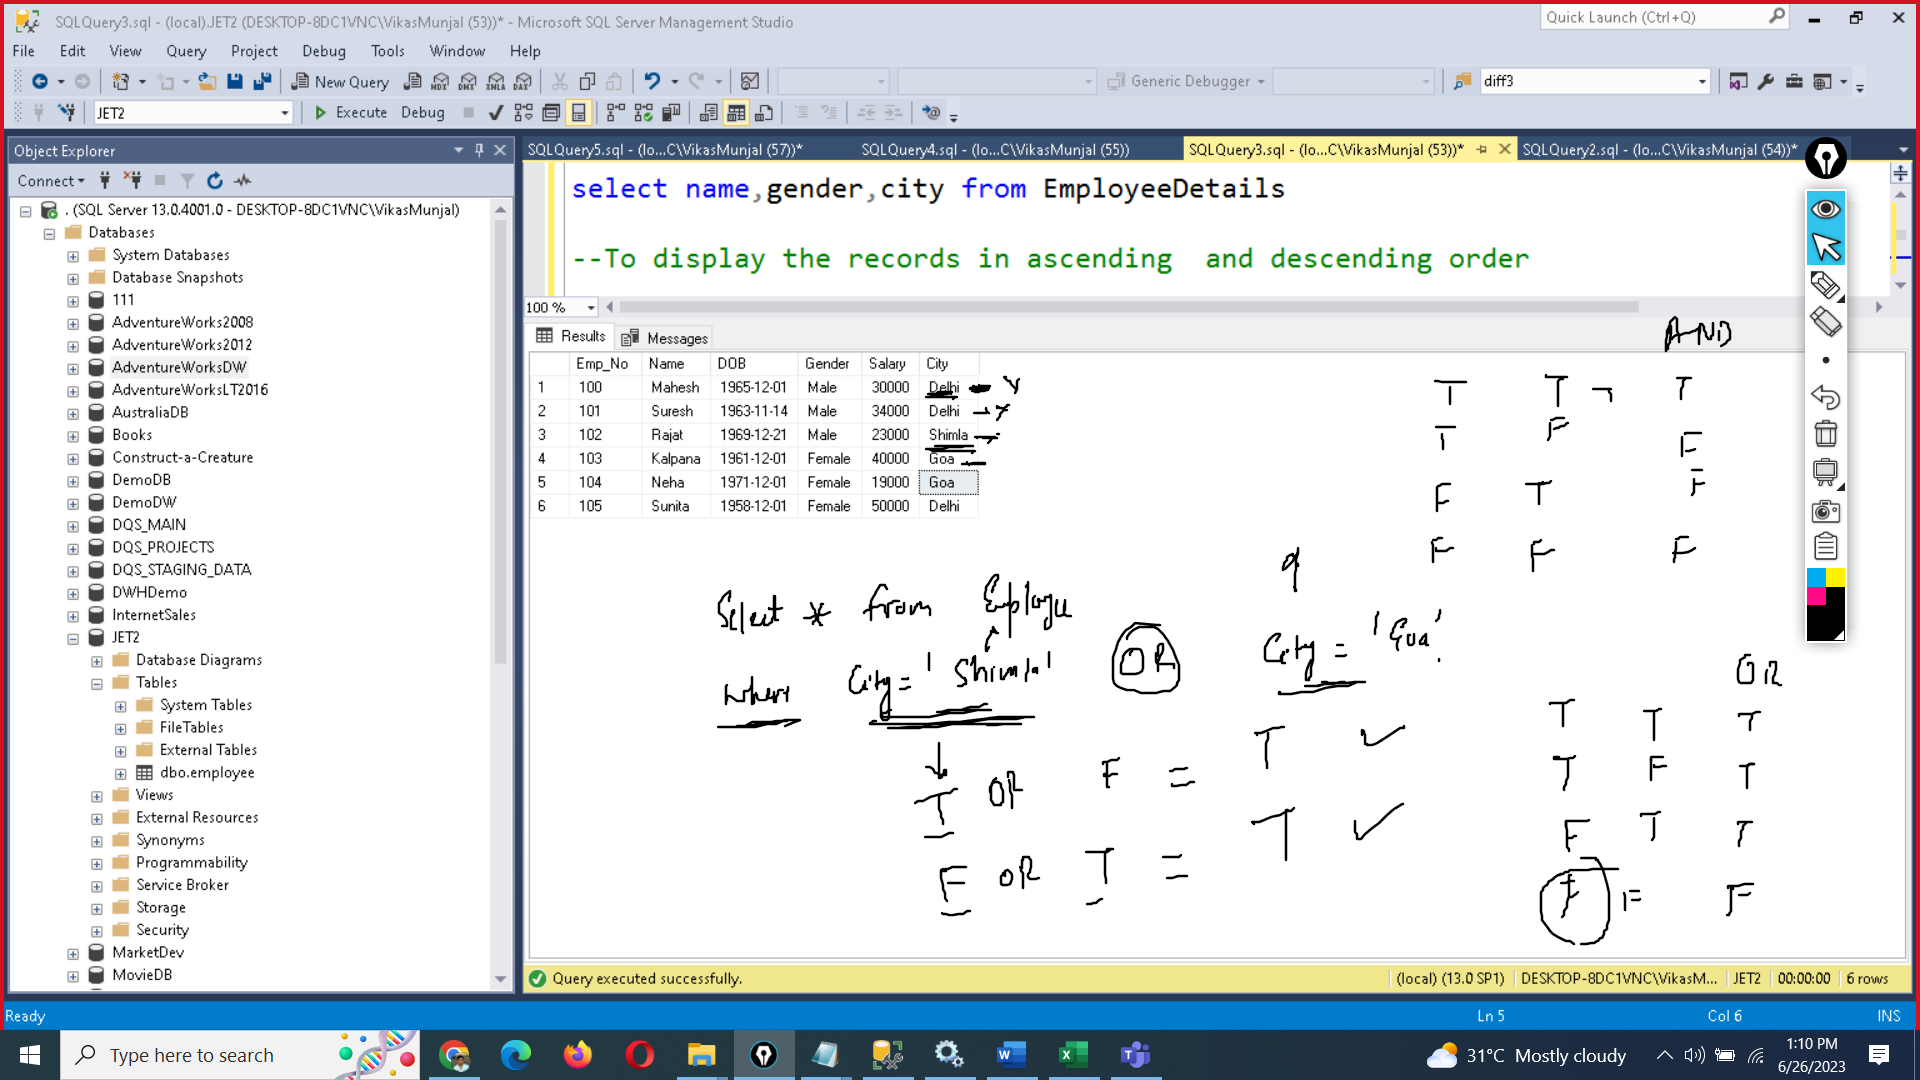 SQLQuery3.sql - (local).JET2 (DESKTOP-8DC1VNC\VikasMunjal (53))* - Microsoft SQL Server Management Studio
Quick Launch (Ctrl+Q)
File Edit View Query Project Debug Tools Window Help
New Query MDX DMX XMLA DAX Generic Debugger diff3
JET2 Execute Debug
Object Explorer
Connect
. (SQL Server 13.0.4001.0 - DESKTOP-8DC1VNC\VikasMunjal)
Databases
System Databases
Database Snapshots
111
AdventureWorks2008
AdventureWorks2012
AdventureWorksDW
AdventureWorksLT2016
AustraliaDB
Books
Construct-a-Creature
DemoDB
DemoDW
DQS_MAIN
DQS_PROJECTS
DQS_STAGING_DATA
DWHDemo
InternetSales
JET2
Database Diagrams
Tables
System Tables
FileTables
External Tables
dbo.employee
Views
External Resources
Synonyms
Programmability
Service Broker
Storage
Security
MarketDev
MovieDB
SQLQuery5.sql - (lo...C\VikasMunjal (57))* SQLQuery4.sql - (lo...C\VikasMunjal (55)) SQLQuery3.sql - (lo...C\VikasMunjal (53))* SQLQuery2.sql - (lo...C\VikasMunjal (54))*
select name,gender,city from EmployeeDetails
--To display the records in ascending  and descending order
100 %
Results Messages
Emp_No Name DOB Gender Salary City
1 100 Mahesh 1965-12-01 Male 30000 Delhi
2 101 Suresh 1963-11-14 Male 34000 Delhi
3 102 Rajat 1969-12-21 Male 23000 Shimla
4 103 Kalpana 1961-12-01 Female 40000 Goa
5 104 Neha 1971-12-01 Female 19000 Goa
6 105 Sunita 1958-12-01 Female 50000 Delhi
AND
T T T
T F F
F T F
F F F
Select * from
where City = 'Shimla' OR City = 'Goa'
T OR F = T
F OR T = T
OR
T T T
T F T
F T T
F F F
Query executed successfully.
(local) (13.0 SP1) DESKTOP-8DC1VNC\VikasM... JET2 00:00:00 6 rows
Ready Ln 5 Col 6 INS
Type here to search
31°C Mostly cloudy
1:10 PM
6/26/2023